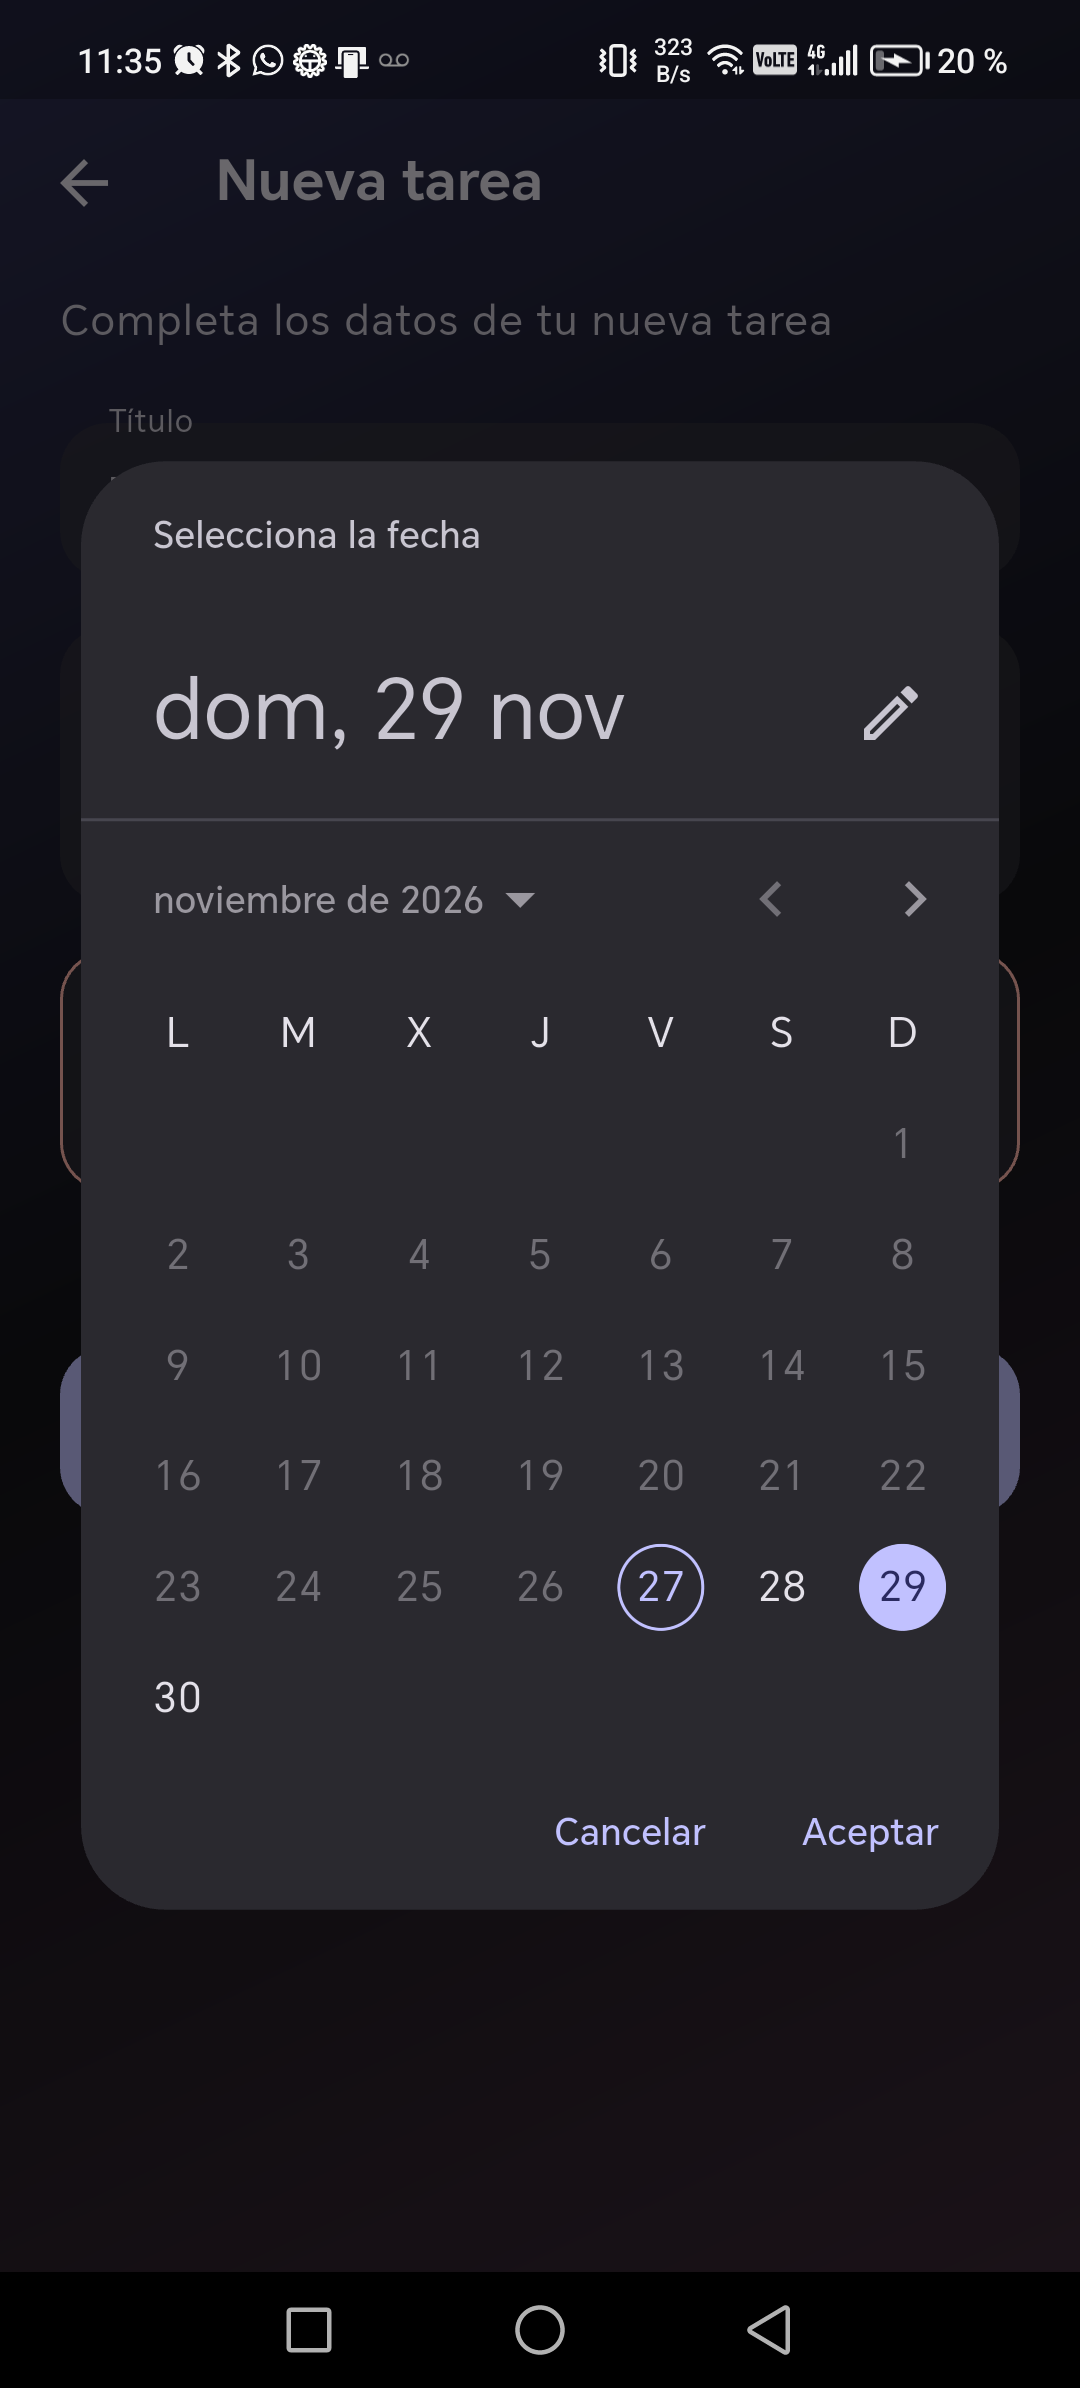 11:35 323 B/s VoLTE 4G 20 %
Nueva tarea
Completa los datos de tu nueva tarea
Título
Selecciona la fecha
dom, 29 nov
noviembre de 2026
L M X J V S D
1
2 3 4 5 6 7 8
9 10 11 12 13 14 15
16 17 18 19 20 21 22
23 24 25 26 27 28 29
30
Cancelar Aceptar